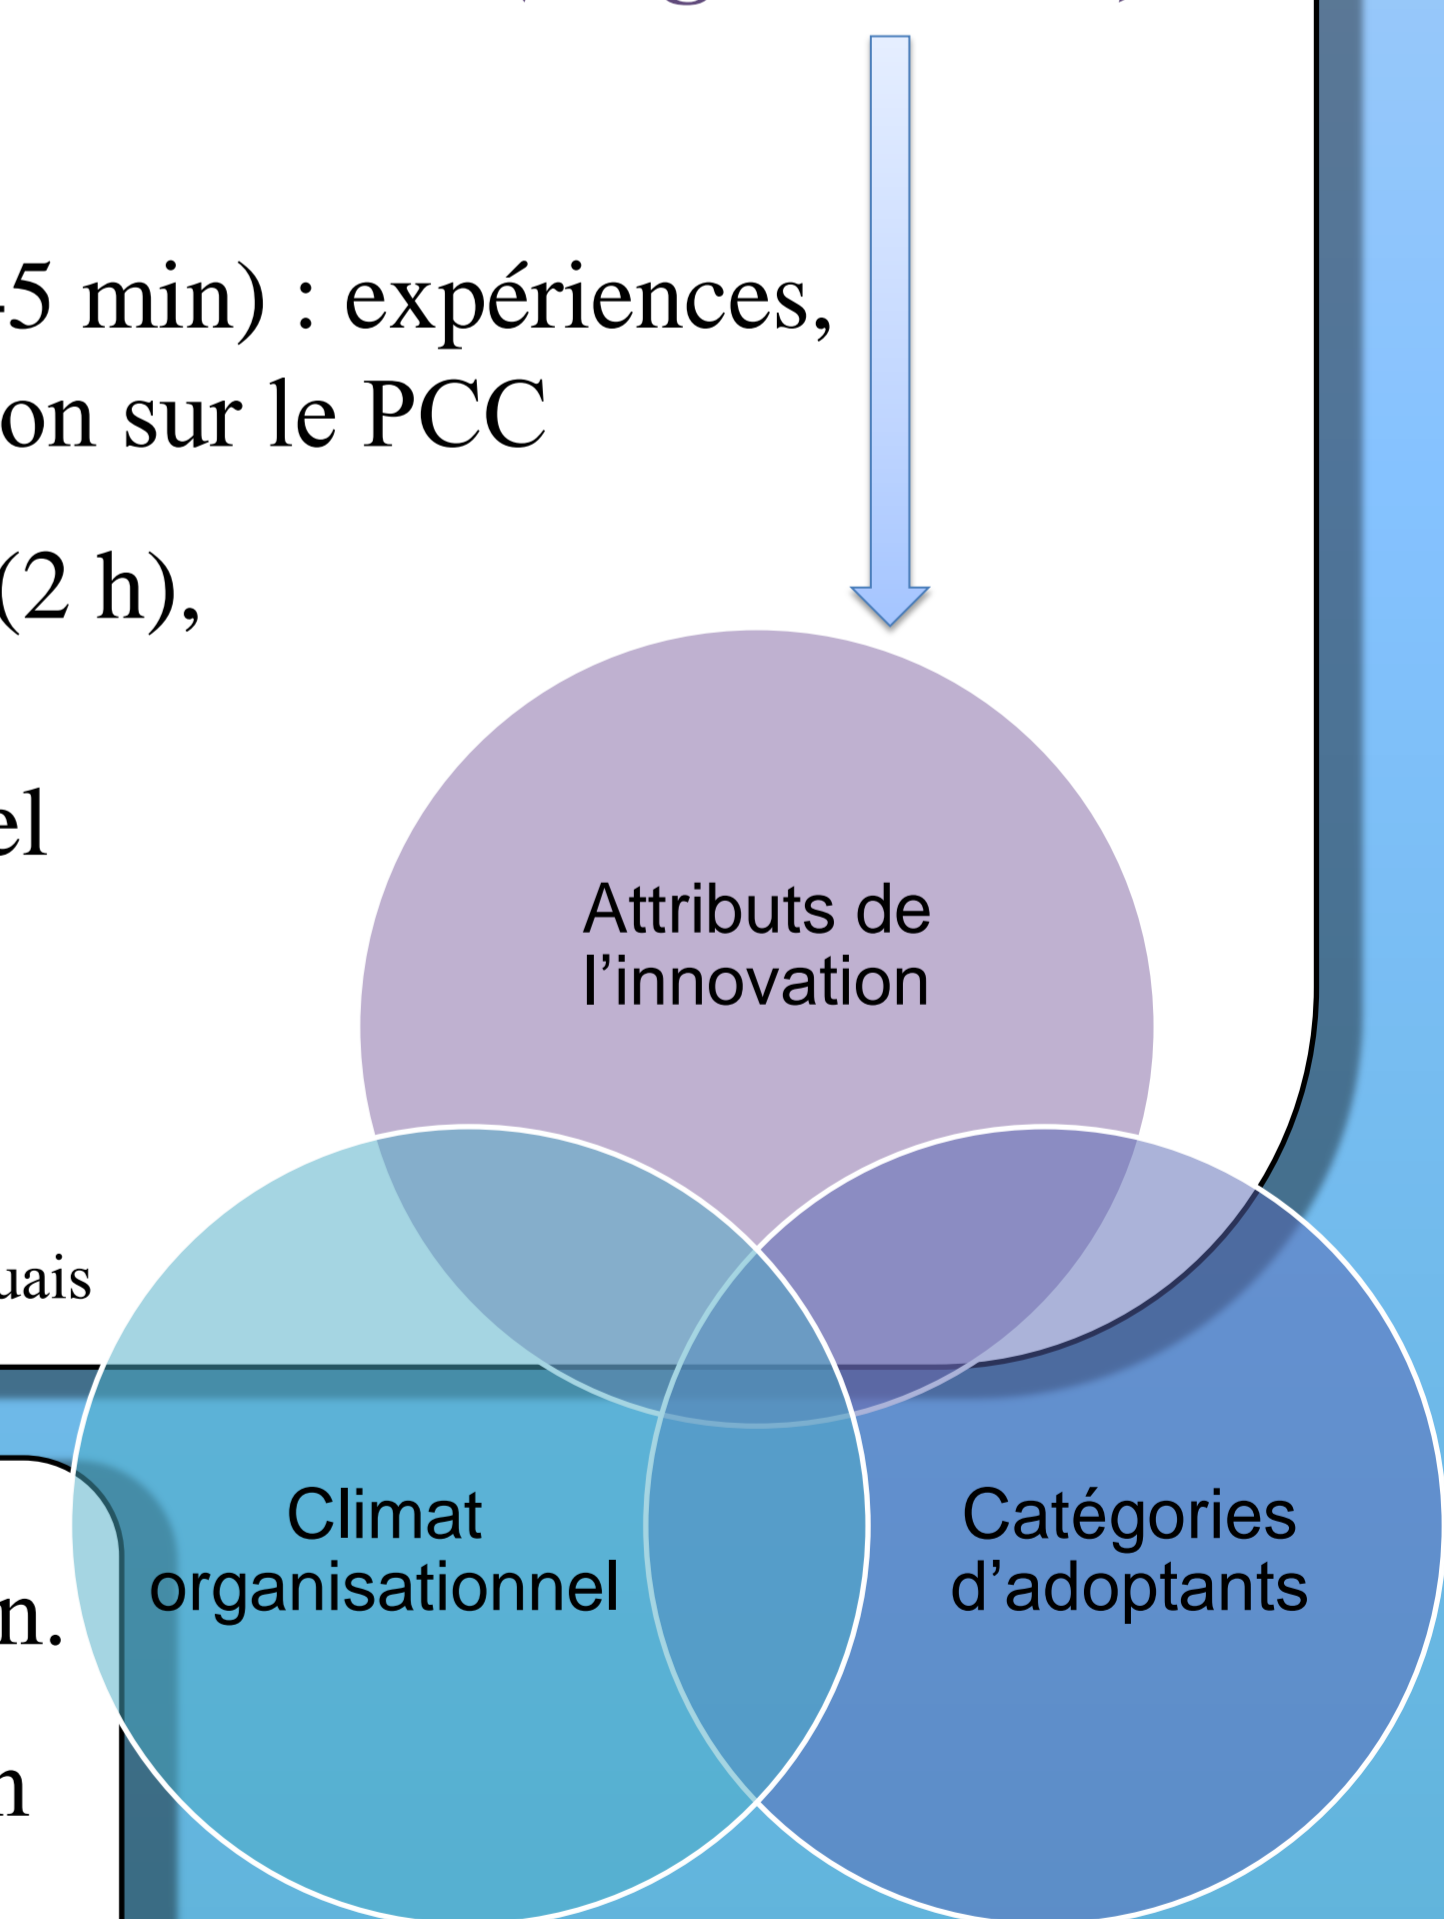 5 min) : expériences,
on sur le PCC
(2 h),
el
Attributs de
l’innovation
uais
Climat
organisationnel
Catégories
d’adoptants
n.
n